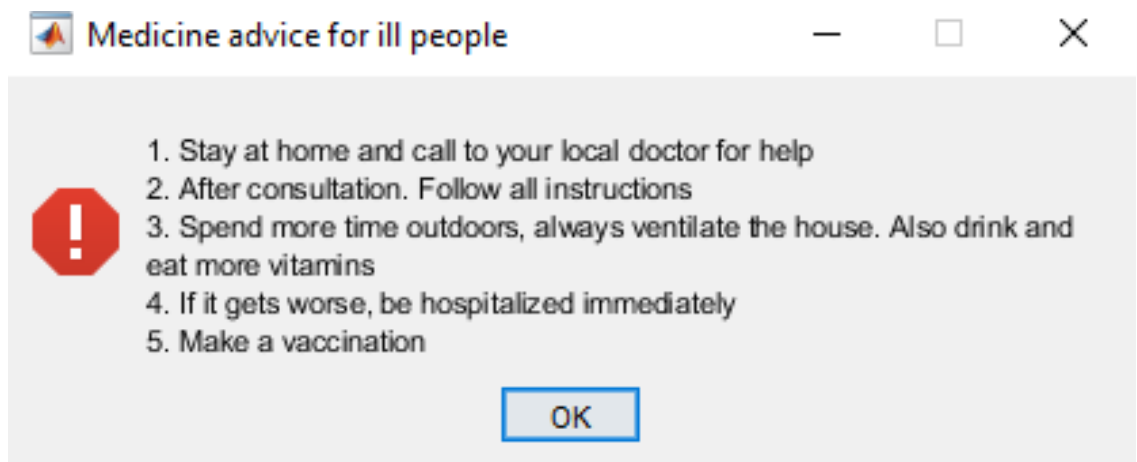 Medicine advice for ill people
1. Stay at home and call to your local doctor for help
2. After consultation. Follow all instructions
3. Spend more time outdoors, always ventilate the house. Also drink and
eat more vitamins
4. If it gets worse, be hospitalized immediately
5. Make a vaccination
OK